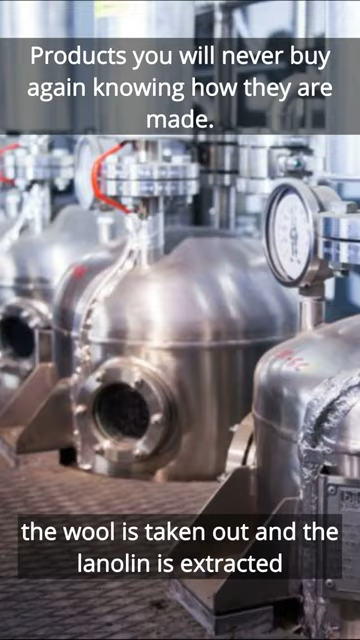 Products you will never buy
again knowing how they are
made.
the wool is taken out and the
lanolin is extracted